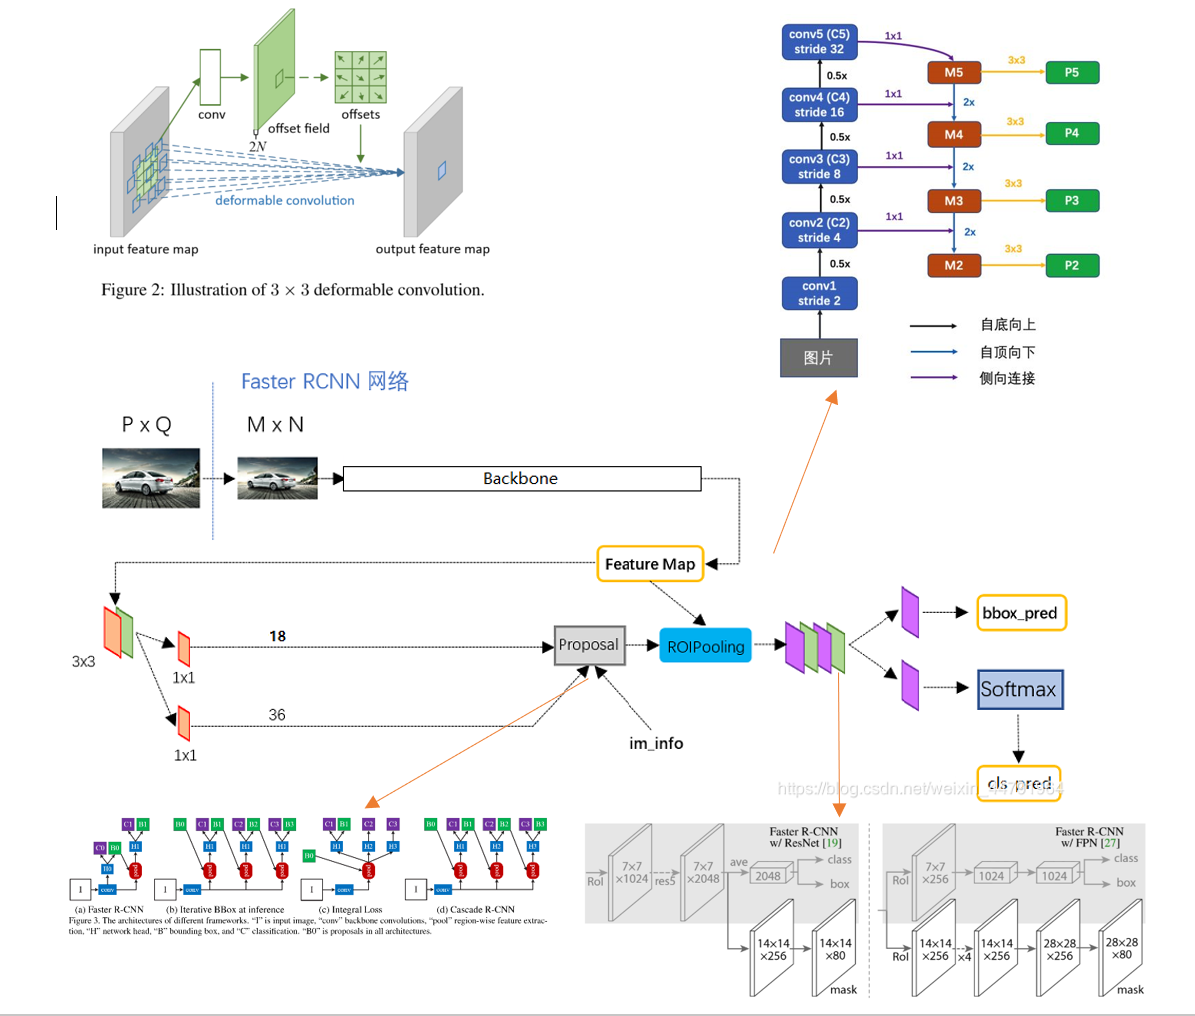 conv
offset field
2N
offsets
deformable convolution
input feature map
output feature map
Figure 2: Illustration of 3 × 3 deformable convolution.
conv5 (C5)
stride 32
1x1
M5
3x3
P5
0.5x
2x
conv4 (C4)
stride 16
1x1
M4
3x3
P4
0.5x
2x
conv3 (C3)
stride 8
1x1
M3
3x3
P3
0.5x
2x
conv2 (C2)
stride 4
1x1
M2
3x3
P2
0.5x
conv1
stride 2
图片
自底向上
自顶向下
侧向连接
Faster RCNN 网络
P x Q
M x N
Backbone
Feature Map
3x3
1x1
18
1x1
36
Proposal
im_info
ROIPooling
bbox_pred
Softmax
cls_pred
https://blog.csdn.net/weixin_44791964
C0 B0 C1 B1
H0 H1
pool
I conv
(a) Faster R-CNN
B0 C1 B1 C2 B2 C3 B3
H1 H1 H1
pool pool pool
I conv
(b) Iterative BBox at inference
C1 B1 C2 C3
H1 H2 H3
B0 pool
I conv
(c) Integral Loss
B0 C1 B1 C2 B2 C3 B3
H1 H2 H3
pool pool pool
I conv
(d) Cascade R-CNN
Figure 3. The architectures of different frameworks. “I” is input image, “conv” backbone convolutions, “pool” region-wise feature extrac-
tion, “H” network head, “B” bounding box, and “C” classification. “B0” is proposals in all architectures.
Faster R-CNN
w/ ResNet [19]
RoI
7×7
×1024
res5
7×7
×2048
ave
2048
class
box
14×14
×256
14×14
×80
mask
Faster R-CNN
w/ FPN [27]
RoI
7×7
×256
1024
1024
class
box
RoI
14×14
×256
×4
14×14
×256
28×28
×256
28×28
×80
mask